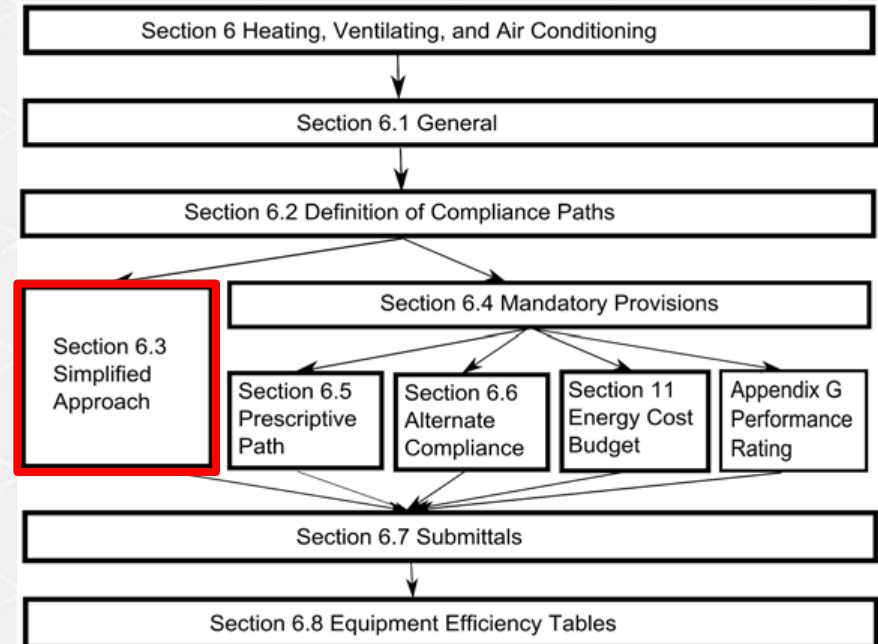 Section 6 Heating, Ventilating, and Air Conditioning
Section 6.1 General
Section 6.2 Definition of Compliance Paths
Section 6.3
Simplified
Approach
Section 6.4 Mandatory Provisions
Section 6.5
Prescriptive
Path
Section 6.6
Alternate
Compliance
Section 11
Energy Cost
Budget
Appendix G
Performance
Rating
Section 6.7 Submittals
Section 6.8 Equipment Efficiency Tables